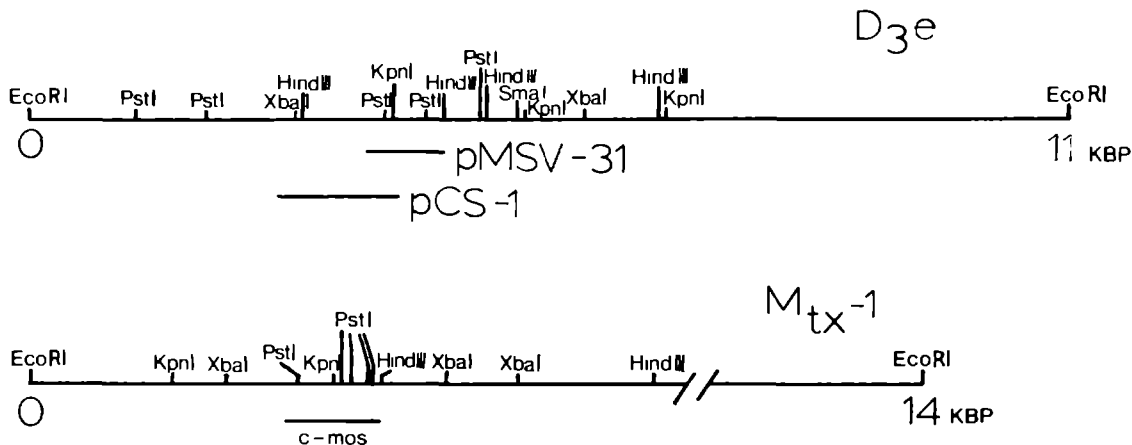 D3e
EcoRI PstI PstI XbaI HindIII PstI KpnI PstI HindIII PstI HindIII SmaI KpnI XbaI HindIII KpnI EcoRI
0 11 KBP
pMSV-31
pCS-1
Mtx-1
EcoRI KpnI XbaI PstI KpnI PstI HindIII XbaI XbaI HindIII EcoRI
0 14 KBP
c-mos